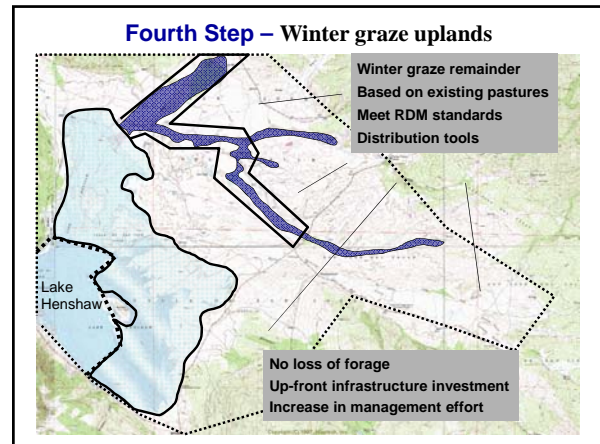 Fourth Step – Winter graze uplands
Winter graze remainder
Based on existing pastures
Meet RDM standards
Distribution tools
Lake
Henshaw
No loss of forage
Up-front infrastructure investment
Increase in management effort